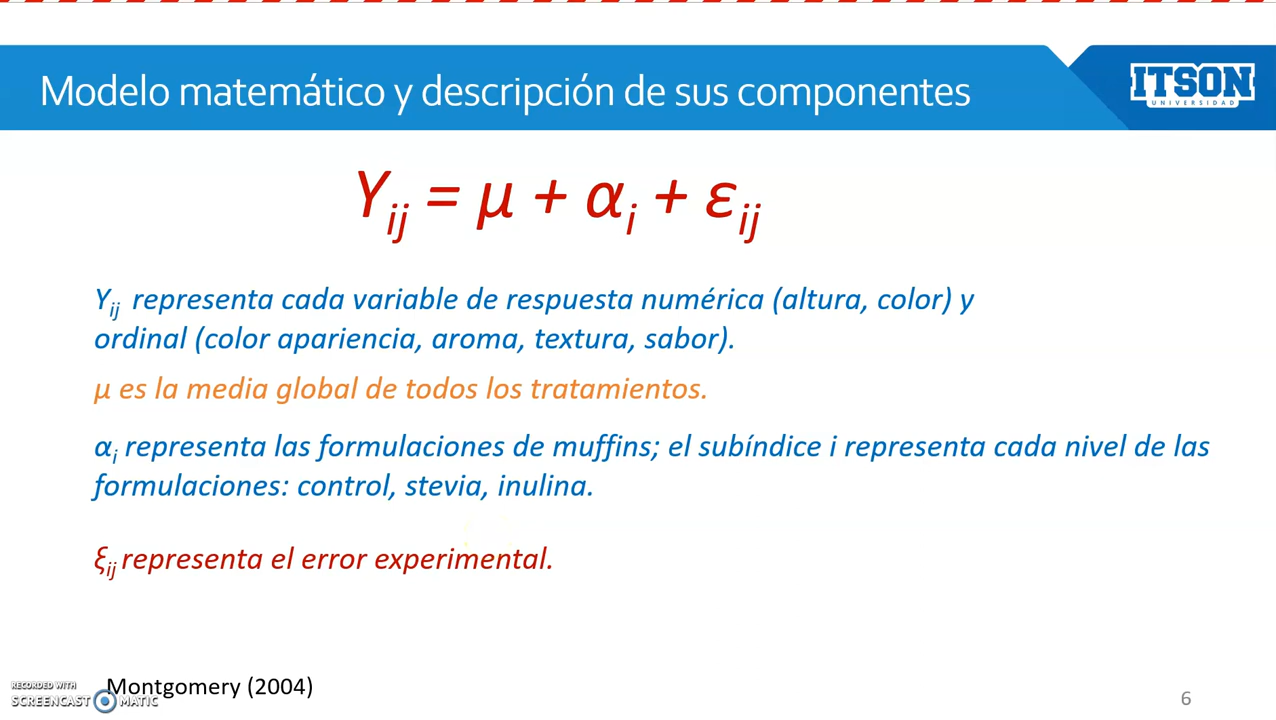 Modelo matemático y descripción de sus componentes
ITSON
UNIVERSIDAD
Yij = μ + αi + εij
Yij representa cada variable de respuesta numérica (altura, color) y
ordinal (color apariencia, aroma, textura, sabor).
μ es la media global de todos los tratamientos.
αi representa las formulaciones de muffins; el subíndice i representa cada nivel de las
formulaciones: control, stevia, inulina.
ξij representa el error experimental.
Montgomery (2004)
RECORDED WITH
SCREENCAST MATIC
6